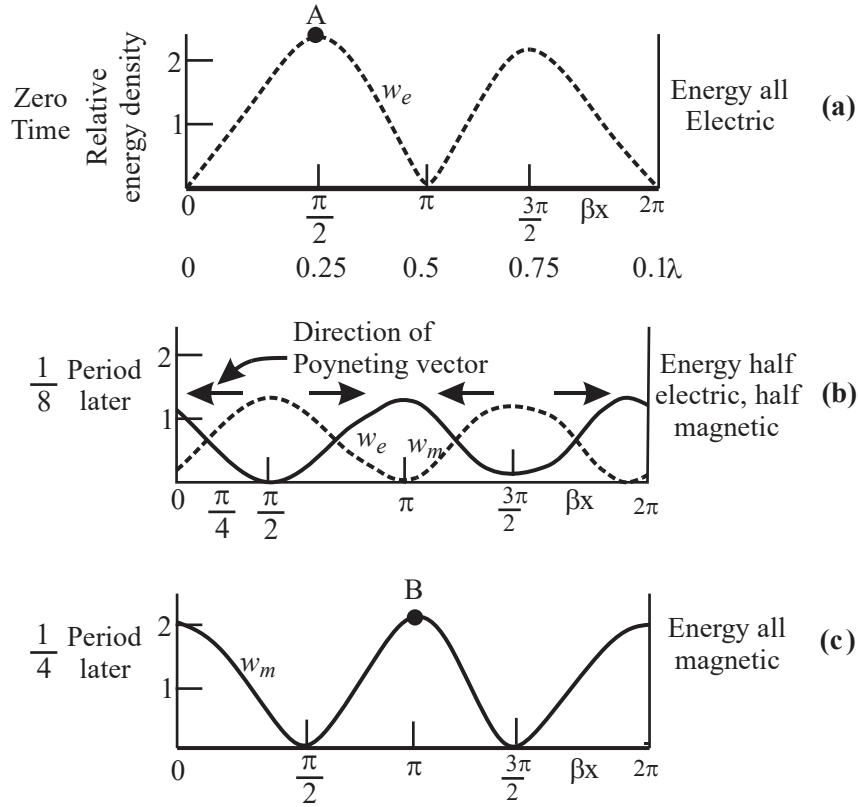 A
Zero
Time
Relative
energy density
2
1
w_e
Energy all
Electric
(a)
0
π/2
π
3π/2
βx
2π
0
0.25
0.5
0.75
0.1λ
1/8 Period
later
2
1
Direction of
Poyneting vector
w_e
w_m
Energy half
electric, half
magnetic
(b)
0
π/4
π/2
π
3π/2
βx
2π
B
1/4 Period
later
2
1
w_m
Energy all
magnetic
(c)
0
π/2
π
3π/2
βx
2π